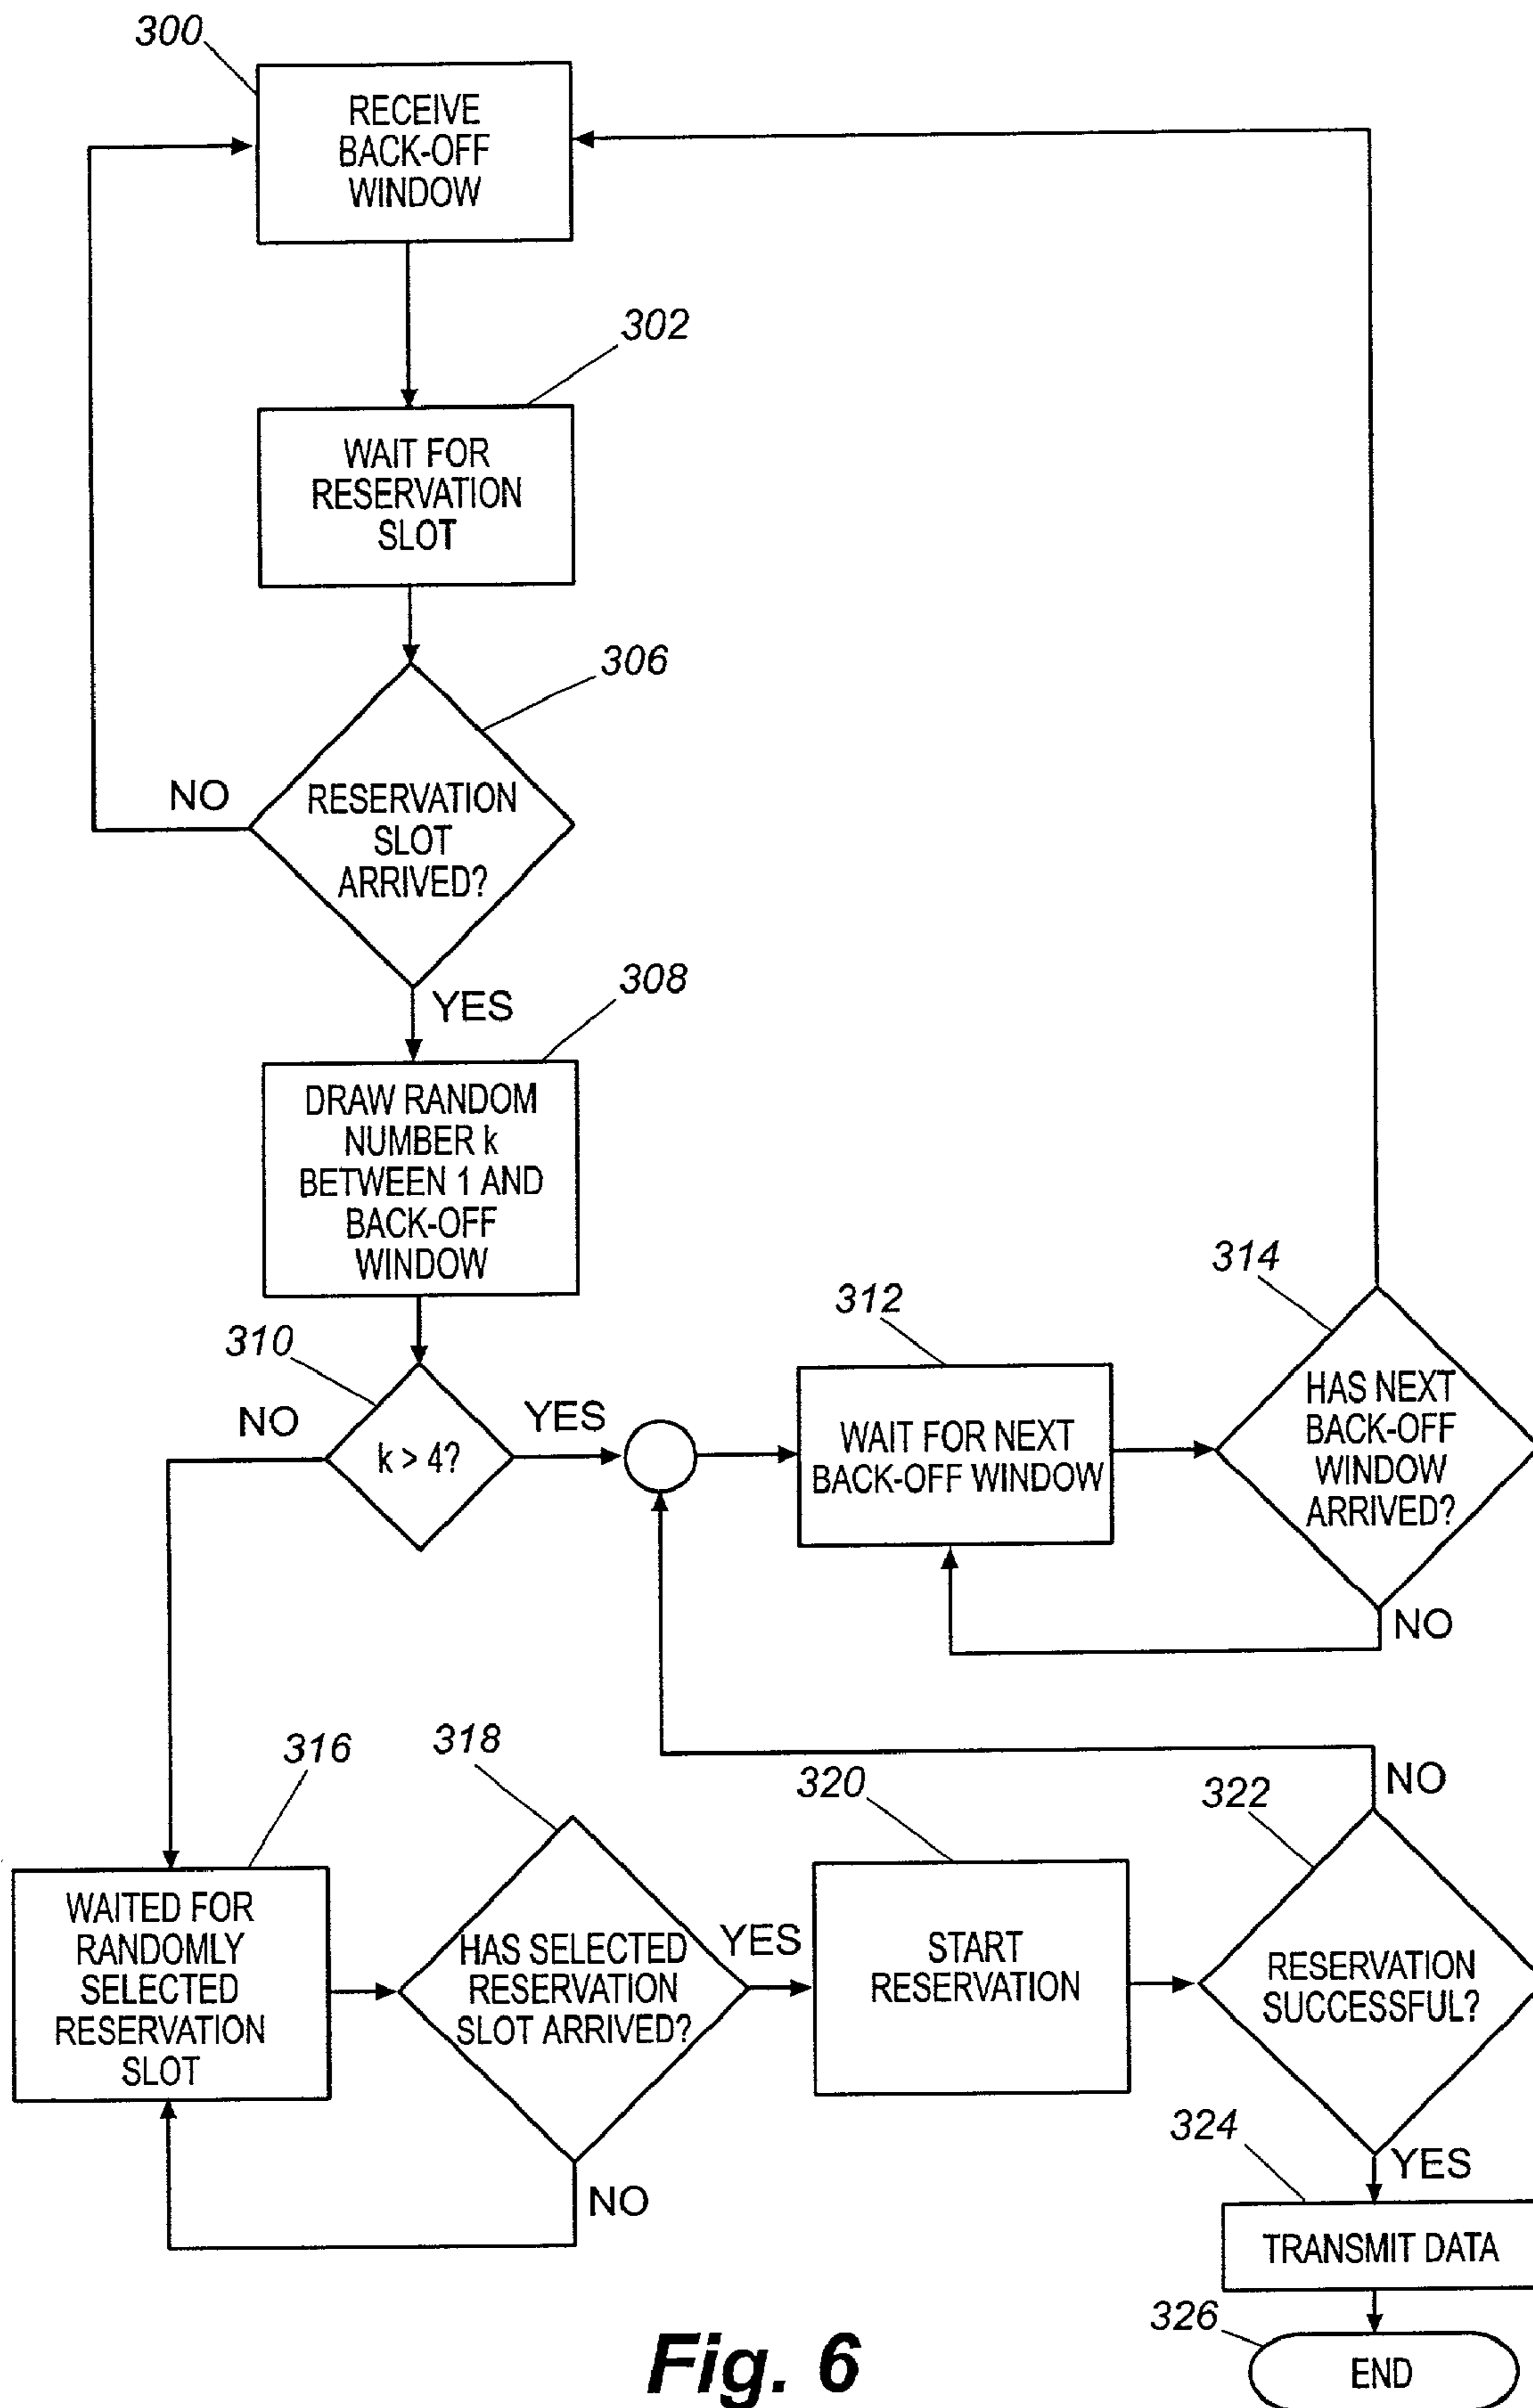 300
RECEIVE
BACK-OFF
WINDOW
302
WAIT FOR
RESERVATION
SLOT
306
NO
RESERVATION
SLOT
ARRIVED?
YES
308
DRAW RANDOM
NUMBER k
BETWEEN 1 AND
BACK-OFF
WINDOW
310
NO
k > 4?
YES
312
WAIT FOR NEXT
BACK-OFF WINDOW
314
HAS NEXT
BACK-OFF
WINDOW
ARRIVED?
NO
316
WAITED FOR
RANDOMLY
SELECTED
RESERVATION
SLOT
318
HAS SELECTED
RESERVATION
SLOT ARRIVED?
YES
NO
320
START
RESERVATION
322
NO
RESERVATION
SUCCESSFUL?
YES
324
TRANSMIT DATA
326
END
Fig. 6